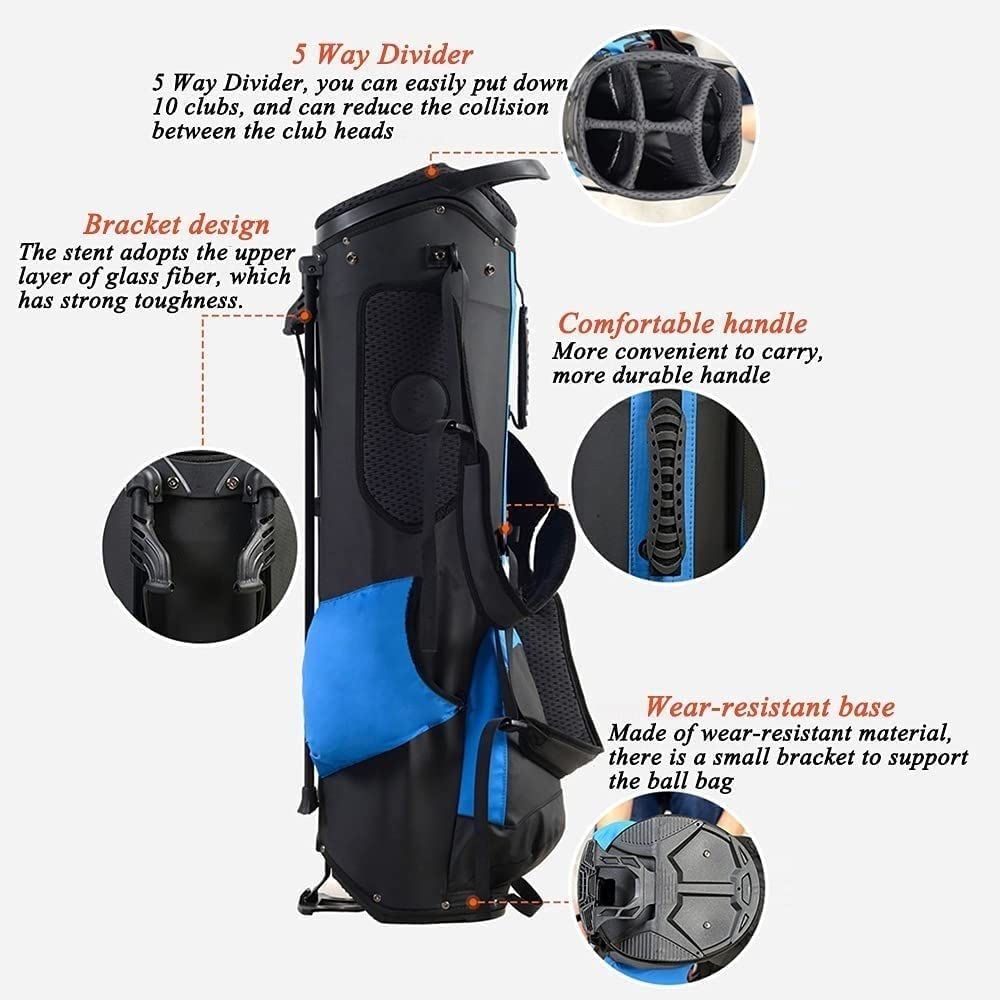 5 Way Divider
5 Way Divider, you can easily put down
10 clubs, and can reduce the collision
between the club heads
Bracket design
The stent adopts the upper
layer of glass fiber, which
has strong toughness.
Comfortable handle
More convenient to carry,
more durable handle
Wear-resistant base
Made of wear-resistant material,
there is a small bracket to support
the ball bag